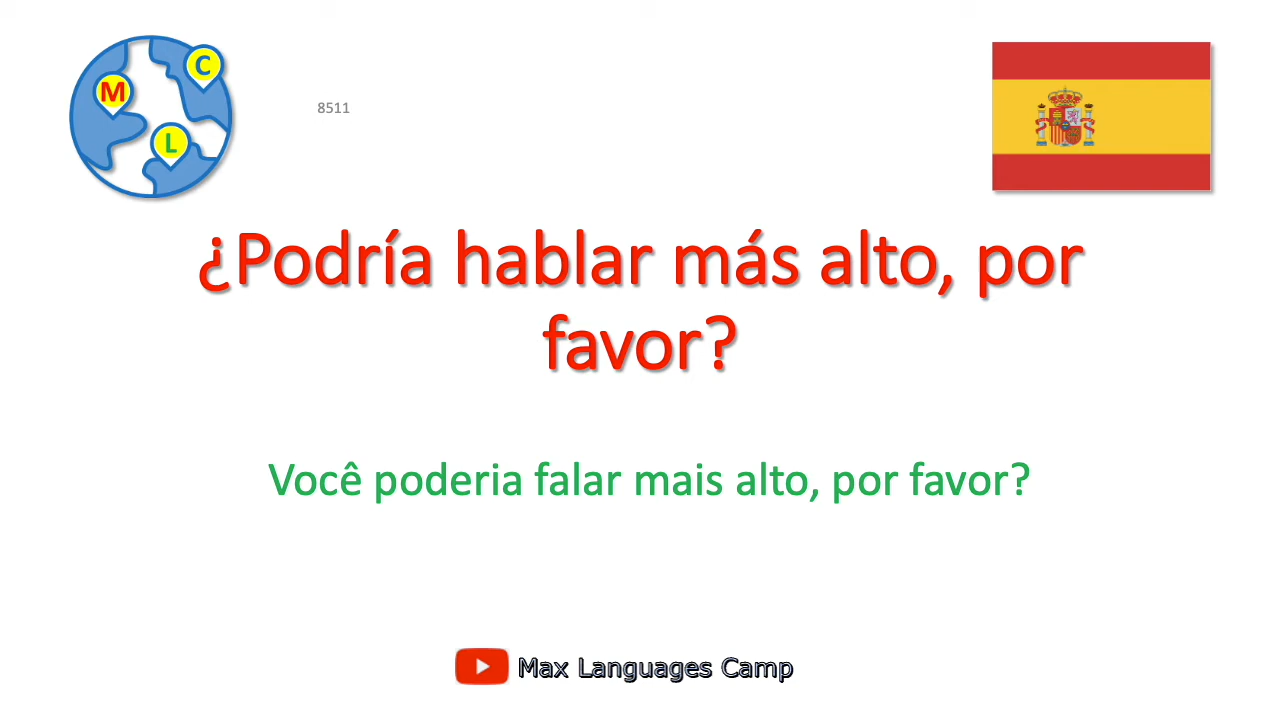 C
M
L
8511
¿Podría hablar más alto, por
favor?
Você poderia falar mais alto, por favor?
Max Languages Camp